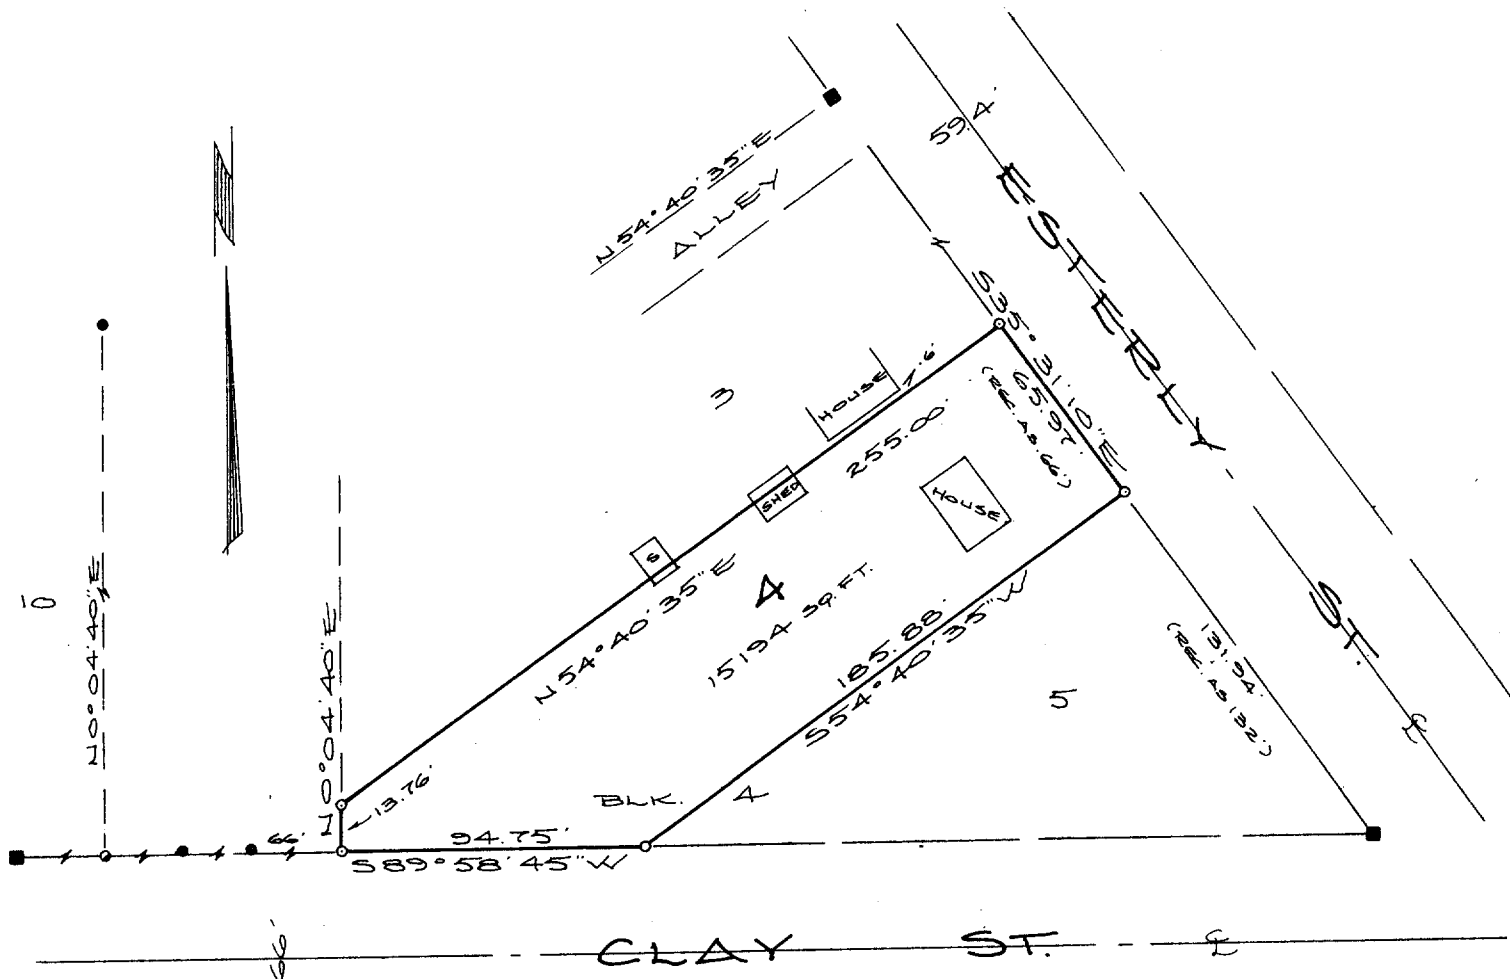 59.4'
N54°40'35"E
ALLEY
ESTERLY ST.
S35°31'10"E
65.97'
(REC. AS 66')
3
HOUSE
1.6'
255.00'
SHED
HOUSE
S
N54°40'35"E
4
15194 SQ. FT.
185.88'
S54°40'35"W
131.94'
(REC. AS 132')
5
10
N0°04'40"E
N0°04'40"E
13.76'
BLK. 4
66'
94.75'
S89°58'45"W
66'
CLAY ST.